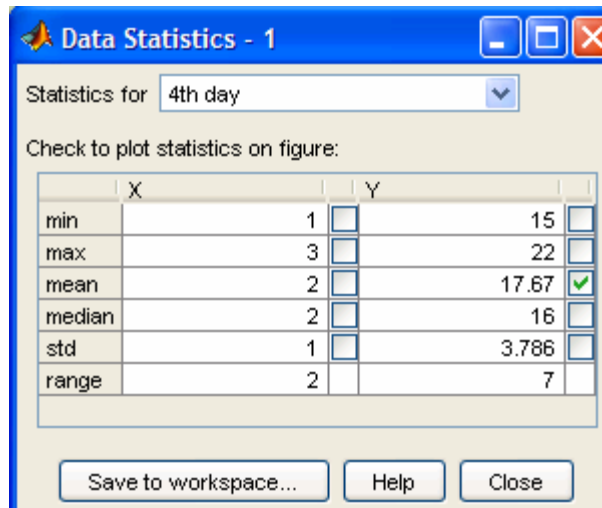 Data Statistics - 1
Statistics for 4th day
Check to plot statistics on figure:
X Y
min 1 15
max 3 22
mean 2 17.67
median 2 16
std 1 3.786
range 2 7
Save to workspace... Help Close